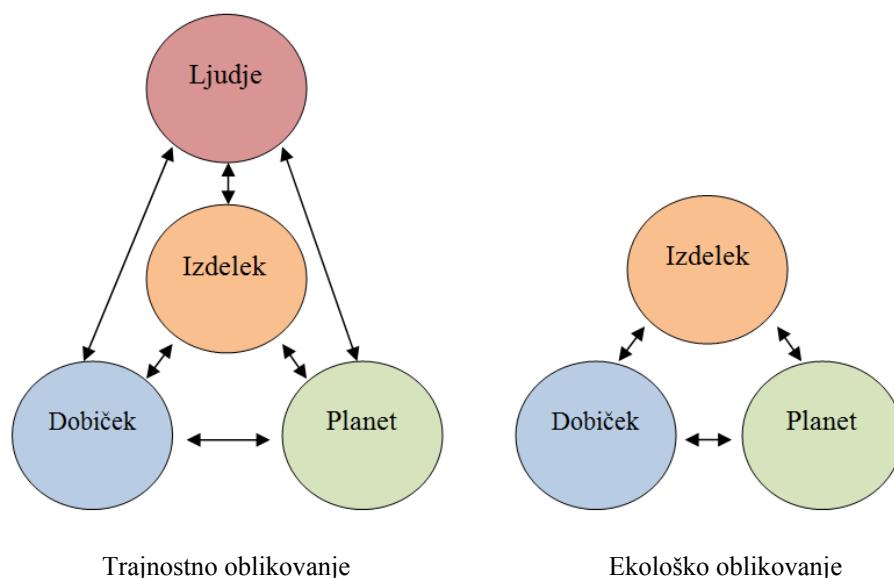 Ljudje
Izdelek
Dobiček
Planet
Trajnostno oblikovanje
Izdelek
Dobiček
Planet
Ekološko oblikovanje